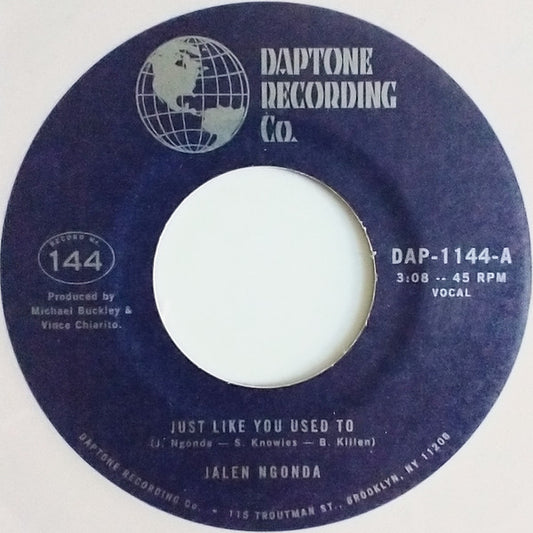 DAPTONE
RECORDING
Co.
RECORD No.
144
Produced by
Michael Buckley &
Vince Chiarito.
DAP-1144-A
3:08 -- 45 RPM
VOCAL
JUST LIKE YOU USED TO
(J. Ngonda — S. Knowles — B. Killen)
JALEN NGONDA
DAPTONE RECORDING CO. • 115 TROUTMAN ST., BROOKLYN, NY 11206